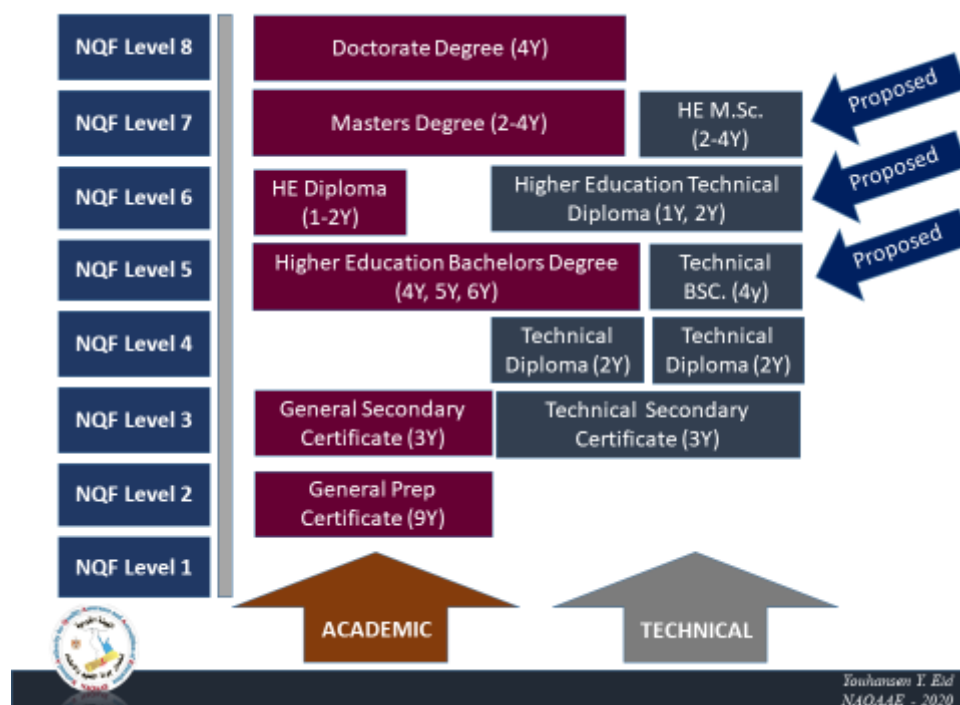 NQF Level 8
Doctorate Degree (4Y)
Proposed
NQF Level 7
Masters Degree (2-4Y)
HE M.Sc.
(2-4Y)
Proposed
NQF Level 6
HE Diploma
(1-2Y)
Higher Education Technical
Diploma (1Y, 2Y)
Proposed
NQF Level 5
Higher Education Bachelors Degree
(4Y, 5Y, 6Y)
Technical
BSC. (4y)
NQF Level 4
Technical
Diploma (2Y)
Technical
Diploma (2Y)
NQF Level 3
General Secondary
Certificate (3Y)
Technical Secondary
Certificate (3Y)
NQF Level 2
General Prep
Certificate (9Y)
NQF Level 1
ACADEMIC
TECHNICAL
Youhansen Y. Eid
NAQAAE - 2020